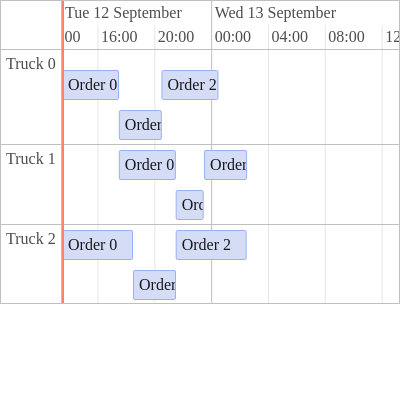 Tue 12 September Wed 13 September
00 16:00 20:00 00:00 04:00 08:00 12
Truck 0
Order 0 Order 2
Order
Truck 1
Order 0 Order
Ord
Truck 2
Order 0 Order 2
Order